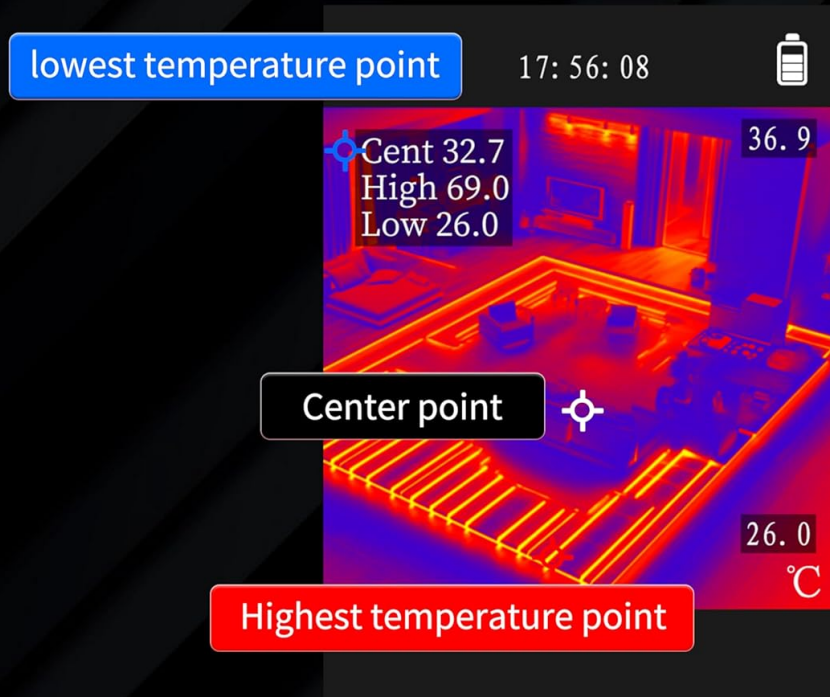 lowest temperature point
17: 56: 08
36. 9
Cent 32.7
High 69.0
Low 26.0
Center point
26. 0
℃
Highest temperature point